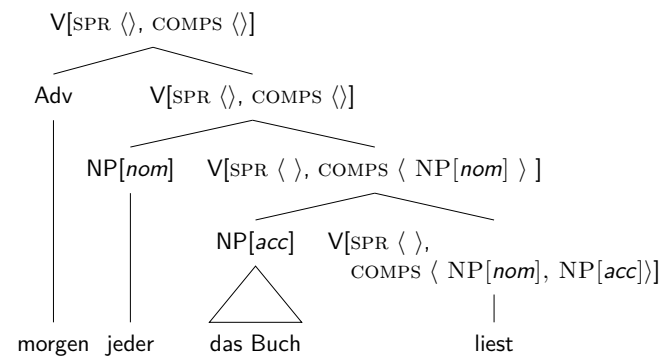 V[SPR ⟨⟩, COMPS ⟨⟩]
Adv V[SPR ⟨⟩, COMPS ⟨⟩]
NP[nom] V[SPR ⟨ ⟩, COMPS ⟨ NP[nom] ⟩ ]
NP[acc] V[SPR ⟨ ⟩,
COMPS ⟨ NP[nom], NP[acc]⟩]
morgen jeder das Buch liest